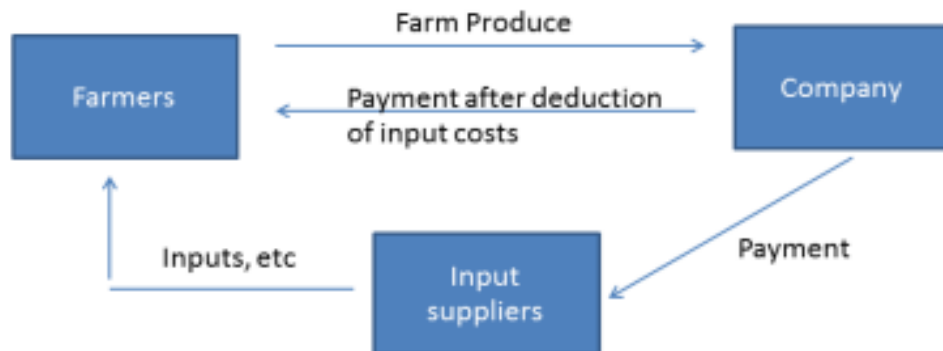 Farm Produce
Farmers
Company
Payment after deduction
of input costs
Inputs, etc
Payment
Input
suppliers